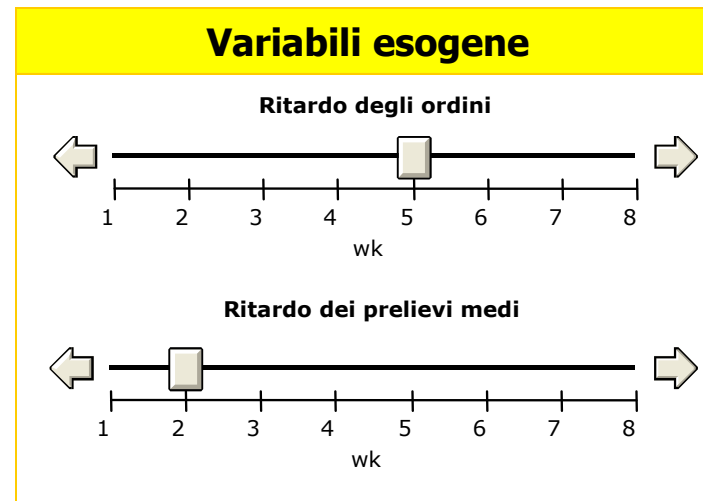 Variabili esogene
Ritardo degli ordini
1 2 3 4 5 6 7 8
wk
Ritardo dei prelievi medi
1 2 3 4 5 6 7 8
wk